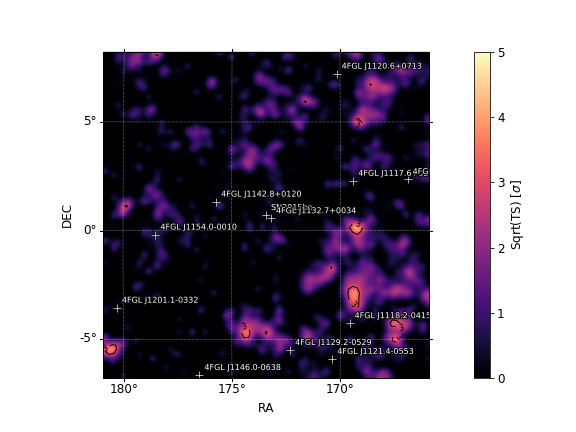 4FGL J1120.6+0713
5°
4FGL J1117.6
4FG
4FGL J1142.8+0120
4FGL J1132.7+0034
0°
4FGL J1154.0-0010
4FGL J1201.1-0332
4FGL J1118.2-0415
-5°
4FGL J1129.2-0529
4FGL J1121.4-0553
4FGL J1146.0-0638
180°
175°
170°
RA
DEC
5
4
3
2
1
0
Sqrt(TS) [σ]